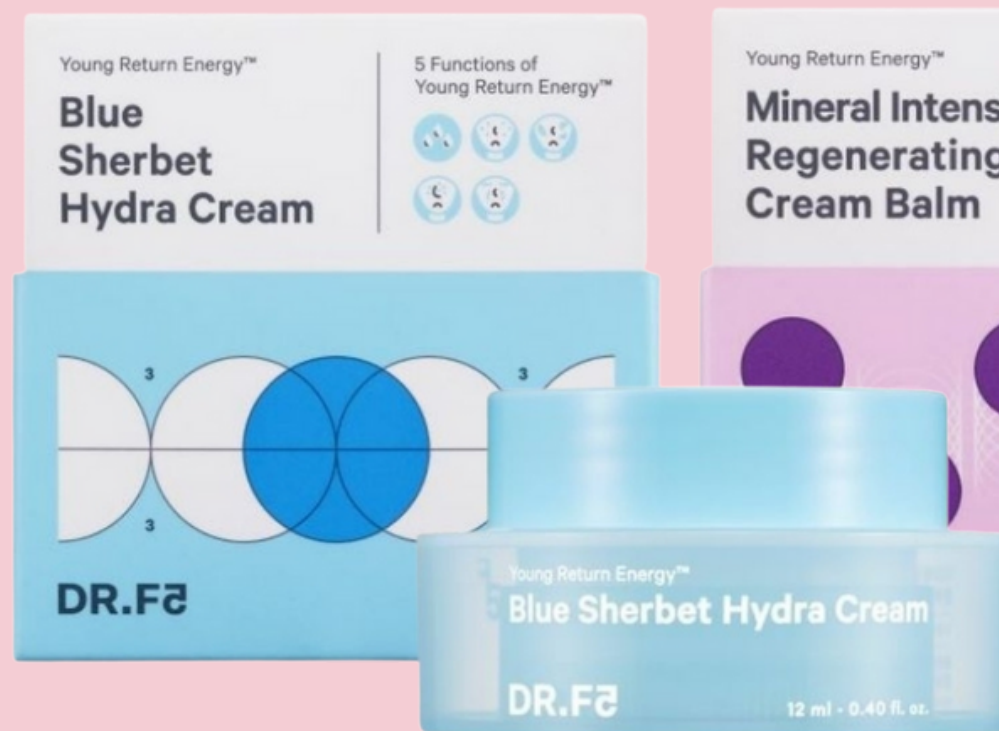 Young Return Energy™
Blue
Sherbet
Hydra Cream
5 Functions of
Young Return Energy™
3
3
3
DR.F5
Young Return Energy™
Mineral Intens
Regenerating
Cream Balm
Young Return Energy™
Blue Sherbet Hydra Cream
DR.F5
12 ml - 0.40 fl. oz.